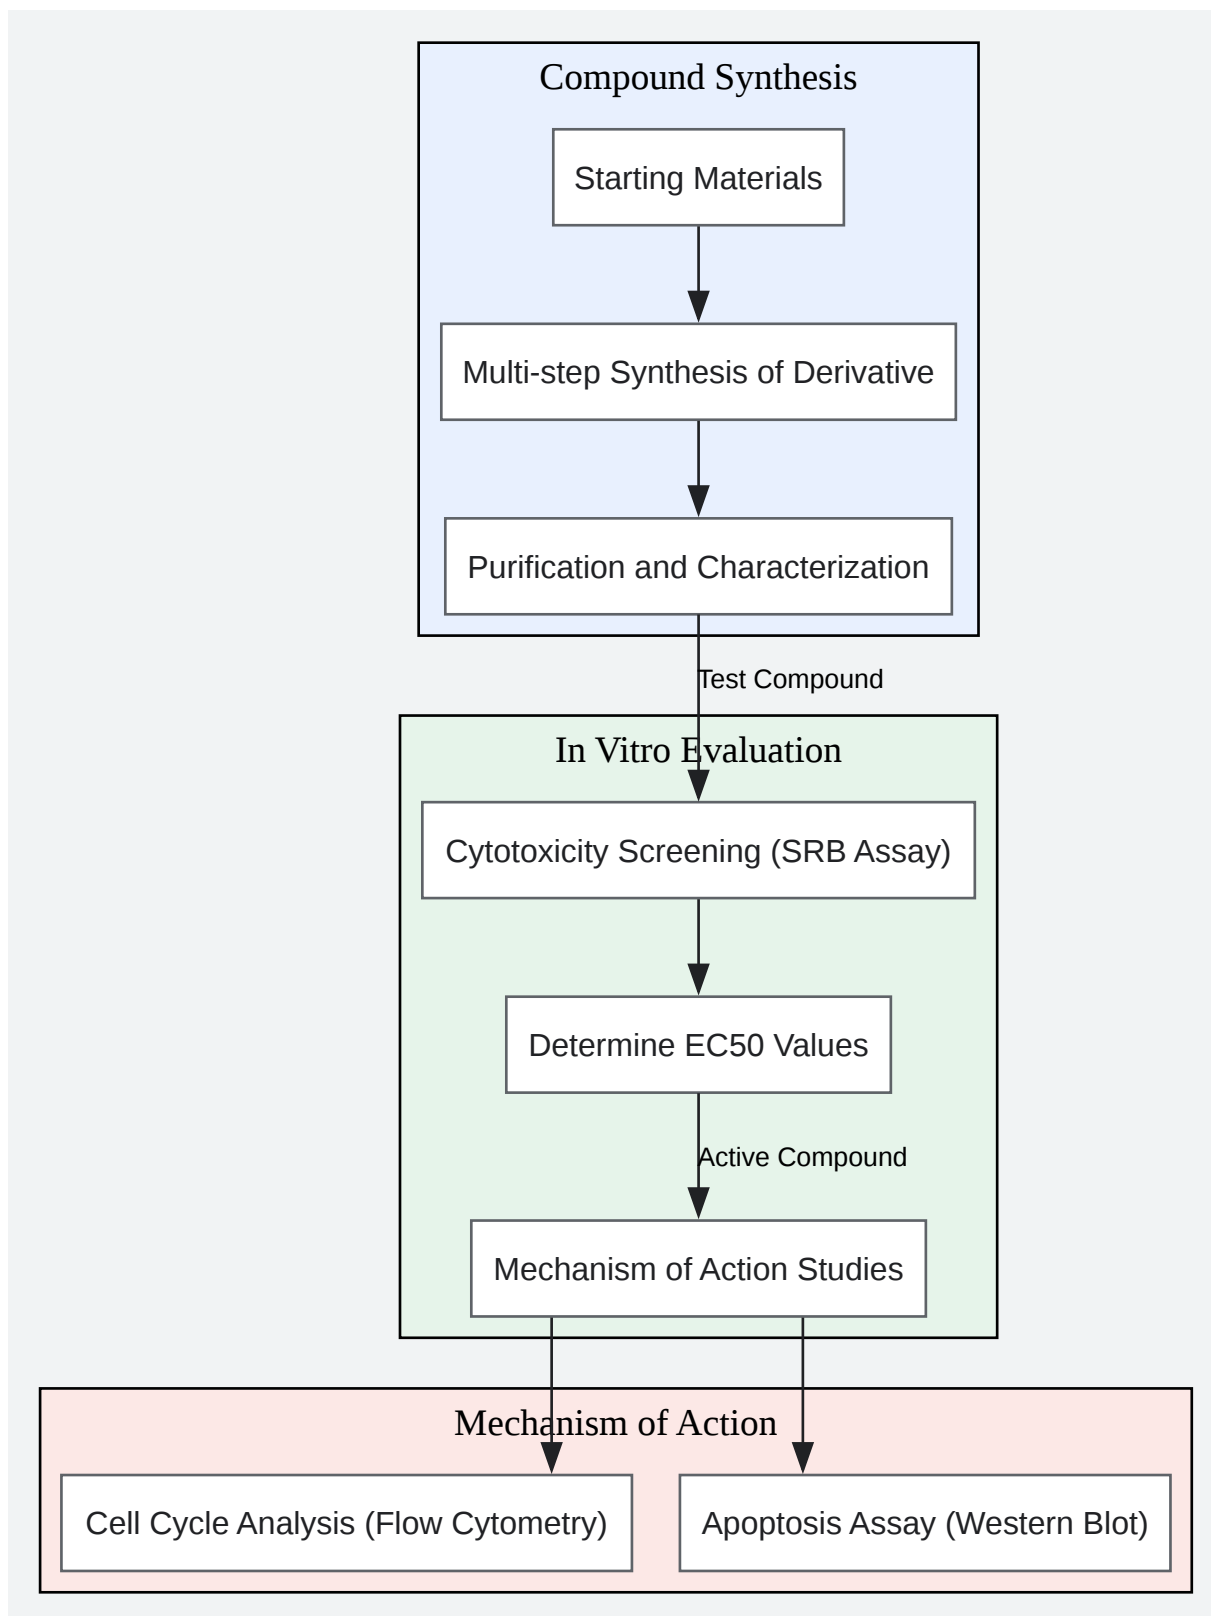 Compound Synthesis
Starting Materials
Multi-step Synthesis of Derivative
Purification and Characterization
Test Compound
In Vitro Evaluation
Cytotoxicity Screening (SRB Assay)
Determine EC50 Values
Active Compound
Mechanism of Action Studies
Mechanism of Action
Cell Cycle Analysis (Flow Cytometry)
Apoptosis Assay (Western Blot)